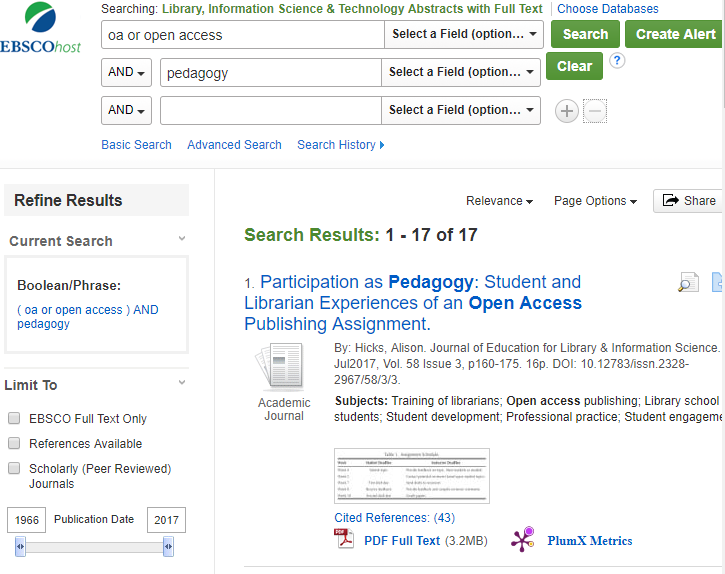 Searching: Library, Information Science & Technology Abstracts with Full Text Choose Databases
EBSCOhost
oa or open access Select a Field (option... Search Create Alert
AND pedagogy Select a Field (option... Clear ?
AND Select a Field (option...
Basic Search Advanced Search Search History
Refine Results
Current Search
Boolean/Phrase:
( oa or open access ) AND
pedagogy
Limit To
EBSCO Full Text Only
References Available
Scholarly (Peer Reviewed)
Journals
1966 Publication Date 2017
Relevance Page Options Share
Search Results: 1 - 17 of 17
1. Participation as Pedagogy: Student and
Librarian Experiences of an Open Access
Publishing Assignment.
Academic
Journal
By: Hicks, Alison. Journal of Education for Library & Information Science.
Jul2017, Vol. 58 Issue 3, p160-175. 16p. DOI: 10.12783/issn.2328-
2967/58/3/3.
Subjects: Training of librarians; Open access publishing; Library school
students; Student development; Professional practice; Student engageme
Table 1. Assignment Schedule
Cited References: (43)
PDF PDF Full Text (3.2MB) PlumX Metrics